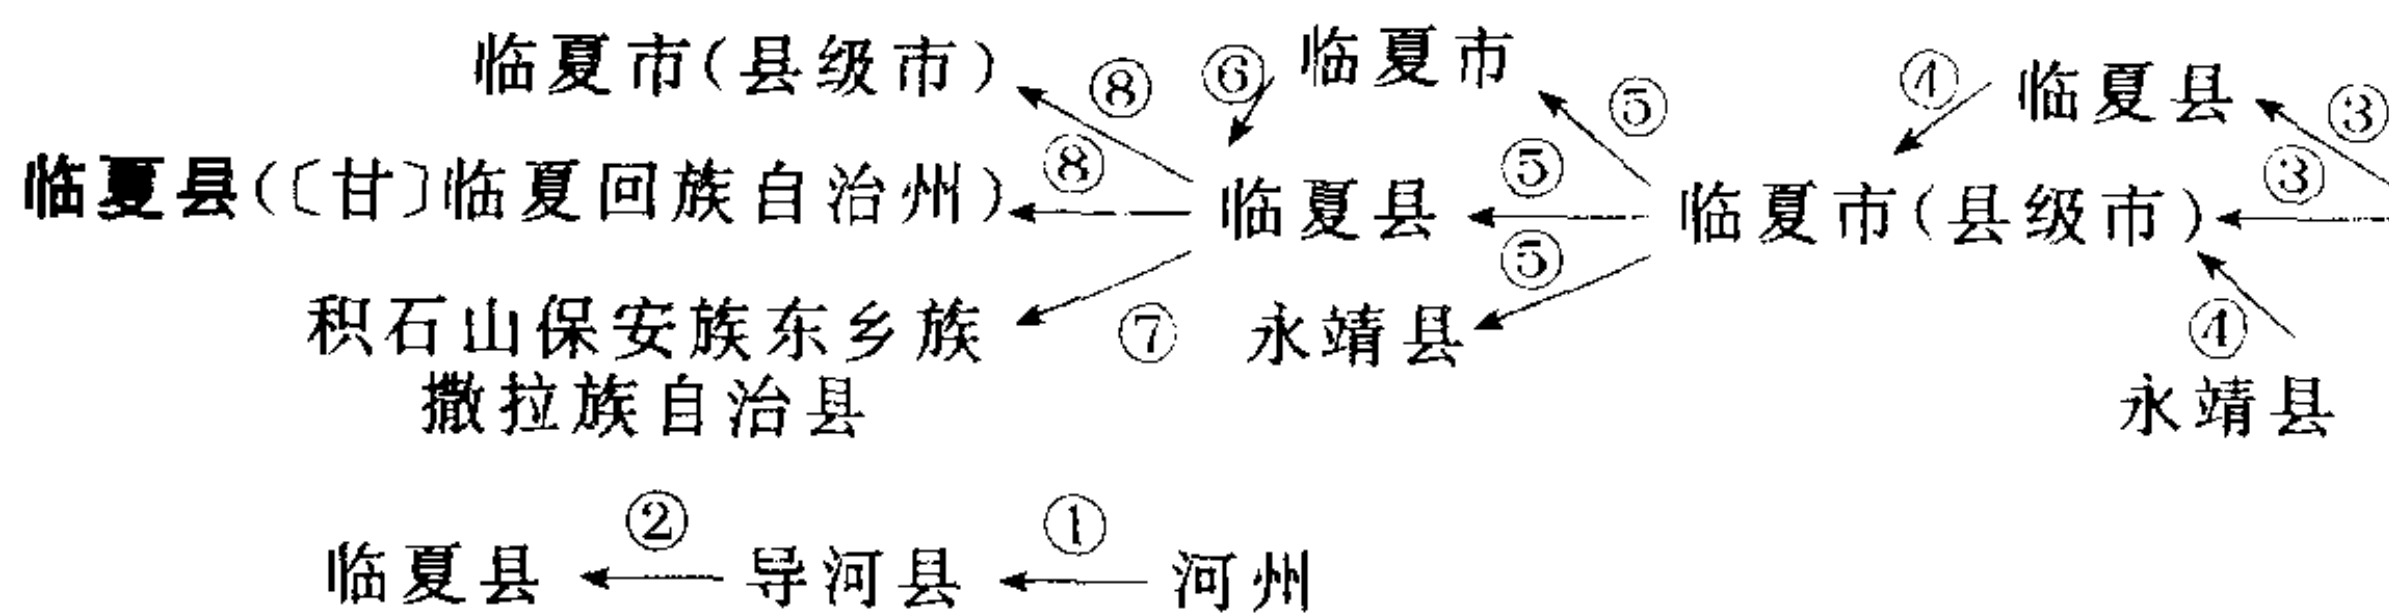 临夏市(县级市) ⑧ ⑥ 临夏市 ⑤ ④ 临夏县 ③
临夏县(〔甘〕临夏回族自治州) ⑧ 临夏县 ⑤ 临夏市(县级市) ③
积石山保安族东乡族 ⑦ 永靖县 ⑤ ④
撒拉族自治县 永靖县
临夏县 ② 导河县 ① 河州